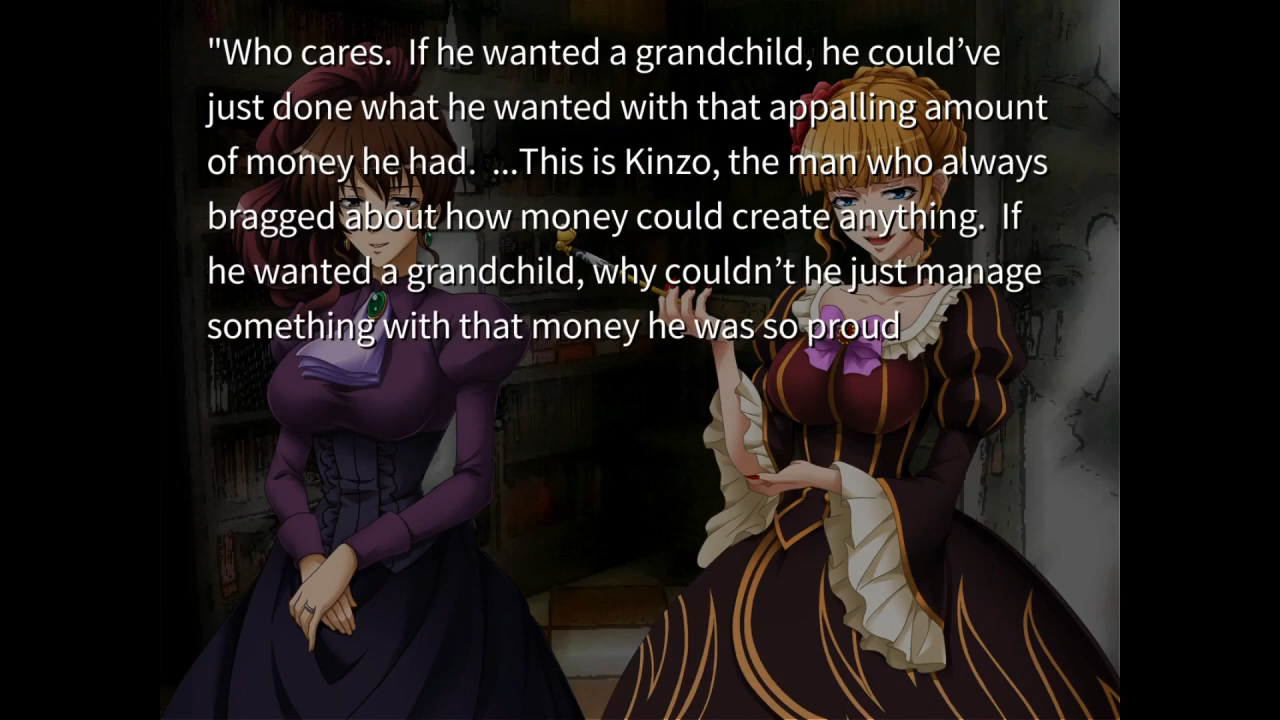 "Who cares.  If he wanted a grandchild, he could’ve
just done what he wanted with that appalling amount
of money he had.  ...This is Kinzo, the man who always
bragged about how money could create anything.  If
he wanted a grandchild, why couldn’t he just manage
something with that money he was so proud